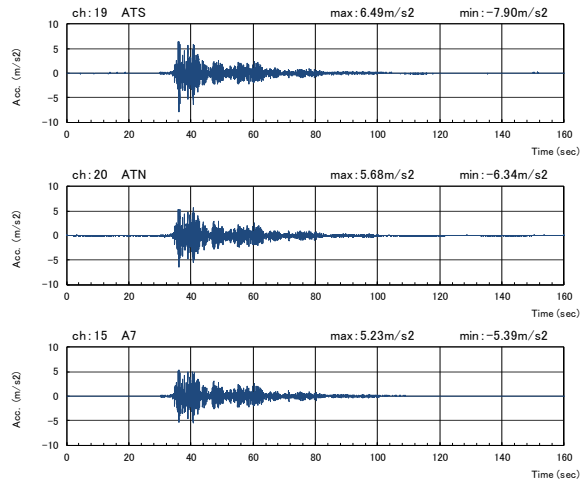 ch:19 ATS max:6.49m/s2 min:-7.90m/s2
10
5
0
-5
-10
Acc. (m/s2)
0 20 40 60 80 100 120 140 160
Time (sec)
ch:20 ATN max:5.68m/s2 min:-6.34m/s2
10
5
0
-5
-10
Acc. (m/s2)
0 20 40 60 80 100 120 140 160
Time (sec)
ch:15 A7 max:5.23m/s2 min:-5.39m/s2
10
5
0
-5
-10
Acc. (m/s2)
0 20 40 60 80 100 120 140 160
Time (sec)